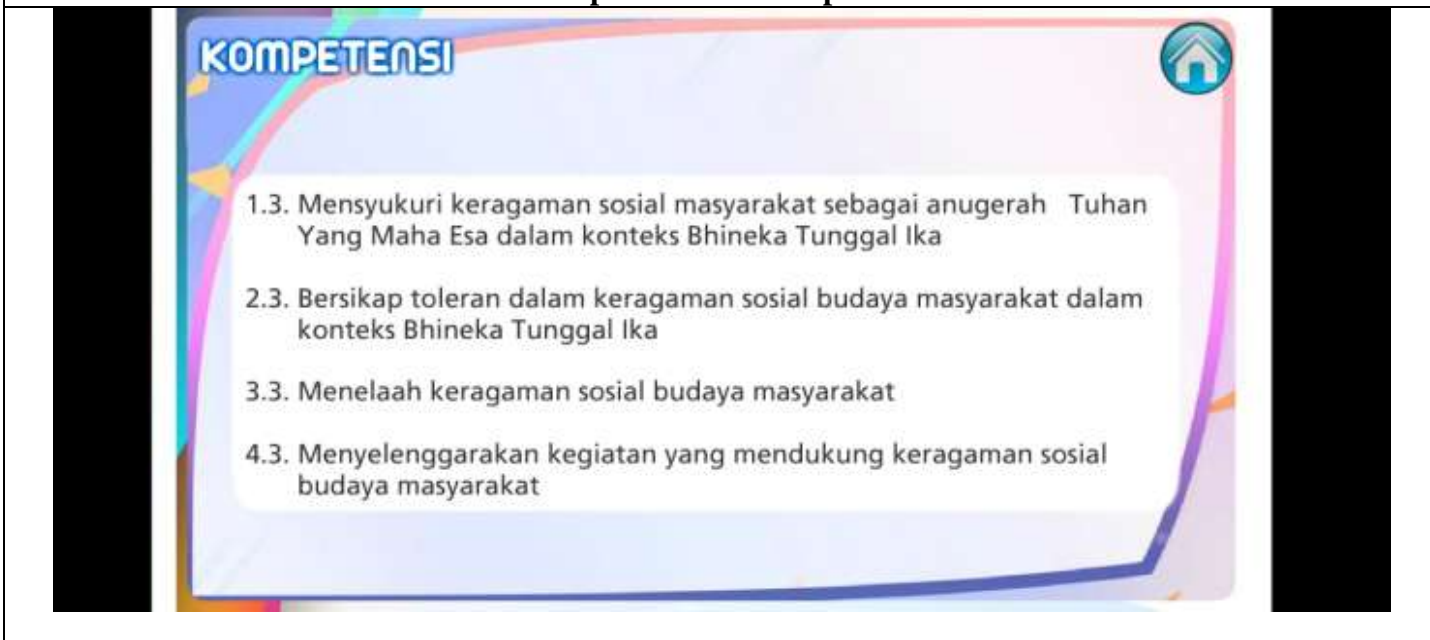 KOMPETENSI
1.3. Mensyukuri keragaman sosial masyarakat sebagai anugerah Tuhan
Yang Maha Esa dalam konteks Bhineka Tunggal Ika
2.3. Bersikap toleran dalam keragaman sosial budaya masyarakat dalam
konteks Bhineka Tunggal Ika
3.3. Menelaah keragaman sosial budaya masyarakat
4.3. Menyelenggarakan kegiatan yang mendukung keragaman sosial
budaya masyarakat